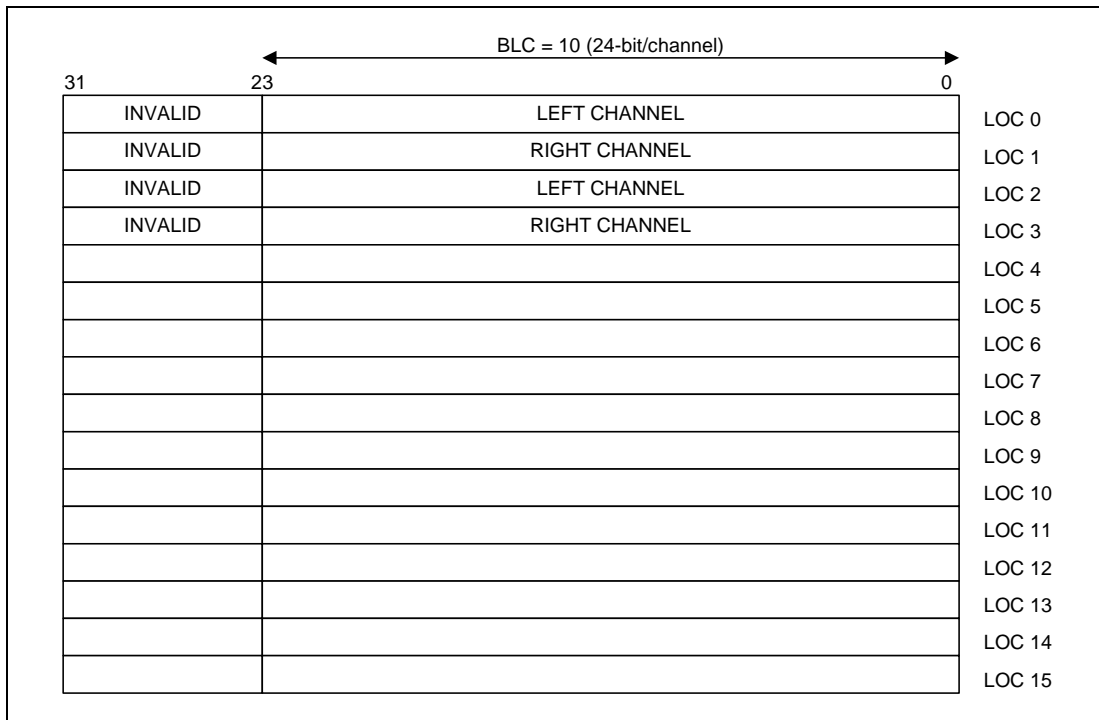 BLC = 10 (24-bit/channel)
31 23 0
INVALID LEFT CHANNEL LOC 0
INVALID RIGHT CHANNEL LOC 1
INVALID LEFT CHANNEL LOC 2
INVALID RIGHT CHANNEL LOC 3
LOC 4
LOC 5
LOC 6
LOC 7
LOC 8
LOC 9
LOC 10
LOC 11
LOC 12
LOC 13
LOC 14
LOC 15